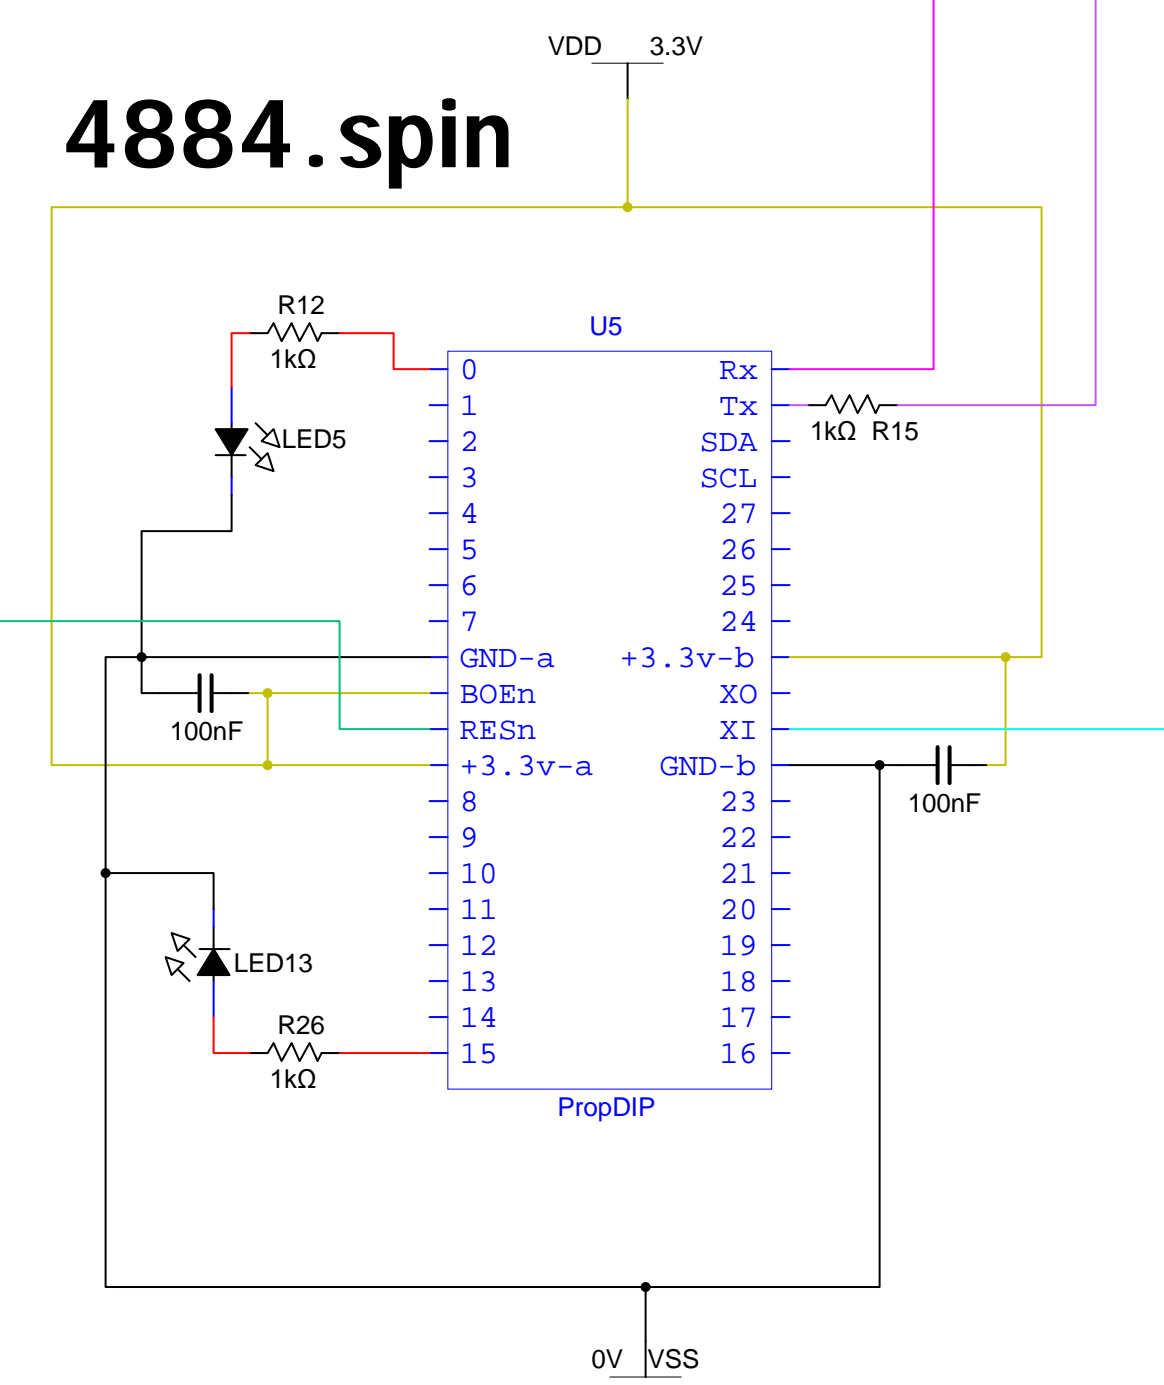 VDD 3.3V
4884.spin
R12
1kΩ
U5
LED5
0 Rx
1 Tx
1kΩ R15
2 SDA
3 SCL
4 27
5 26
6 25
7 24
GND-a +3.3v-b
BOEn XO
RESn XI
+3.3v-a GND-b
100nF
100nF
8 23
9 22
10 21
11 20
12 19
13 18
14 17
15 16
LED13
R26
1kΩ
PropDIP
0V VSS